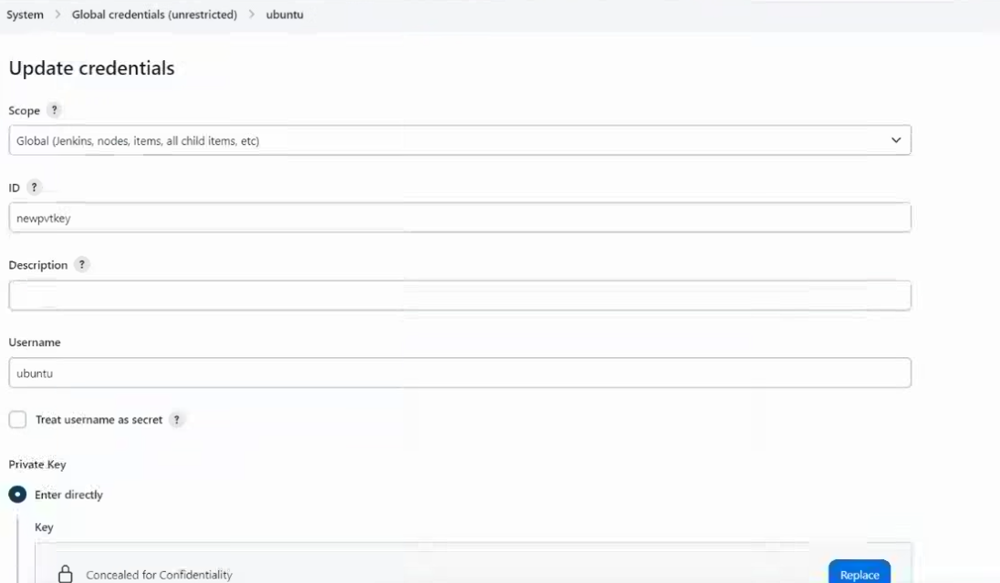 System > Global credentials (unrestricted) > ubuntu
Update credentials
Scope ?
Global (Jenkins, nodes, items, all child items, etc)
ID ?
newpvtkey
Description ?
Username
ubuntu
Treat username as secret ?
Private Key
Enter directly
Key
Concealed for Confidentiality Replace